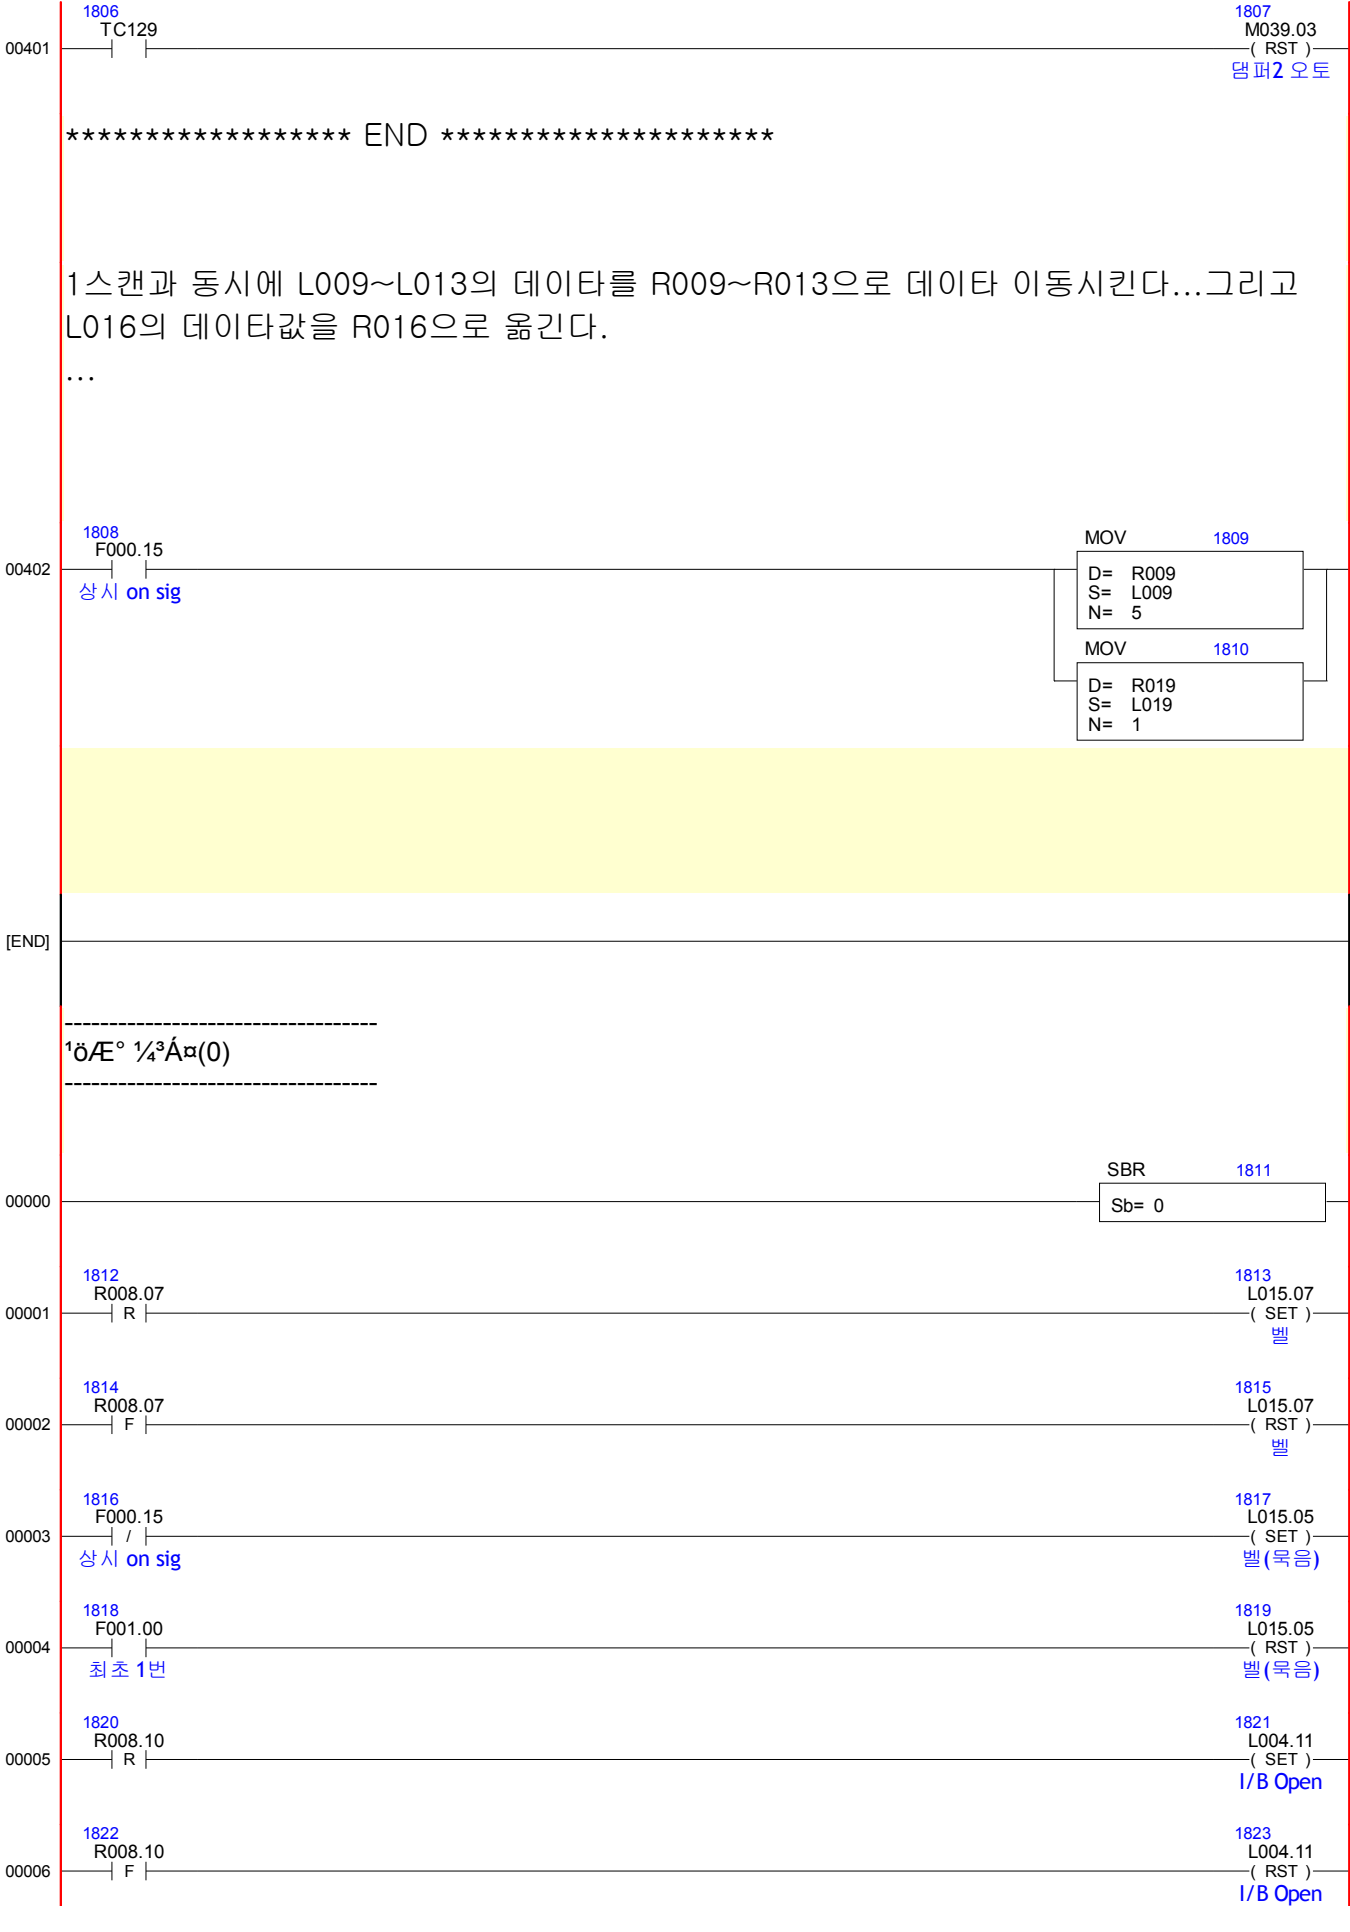 1806
TC129
1807
M039.03
00401
( RST )
댐퍼2 오토
****************** END *********************
1스캔과 동시에 L009~L013의 데이타를 R009~R013으로 데이타 이동시킨다...그리고
L016의 데이타값을 R016으로 옮긴다.
...
1808
F000.15
00402
상시 on sig
MOV 1809
D= R009
S= L009
N= 5
MOV 1810
D= R019
S= L019
N= 1
[END]
-----------------------------------
¹öÆ° ¼³Á¤(0)
-----------------------------------
SBR 1811
00000
Sb= 0
1812
R008.07
1813
L015.07
00001
R
( SET )
벨
1814
R008.07
1815
L015.07
00002
F
( RST )
벨
1816
F000.15
1817
L015.05
00003
/
( SET )
상시 on sig
벨(묵음)
1818
F001.00
1819
L015.05
00004
( RST )
최초 1번
벨(묵음)
1820
R008.10
1821
L004.11
00005
R
( SET )
I/B Open
1822
R008.10
1823
L004.11
00006
F
( RST )
I/B Open